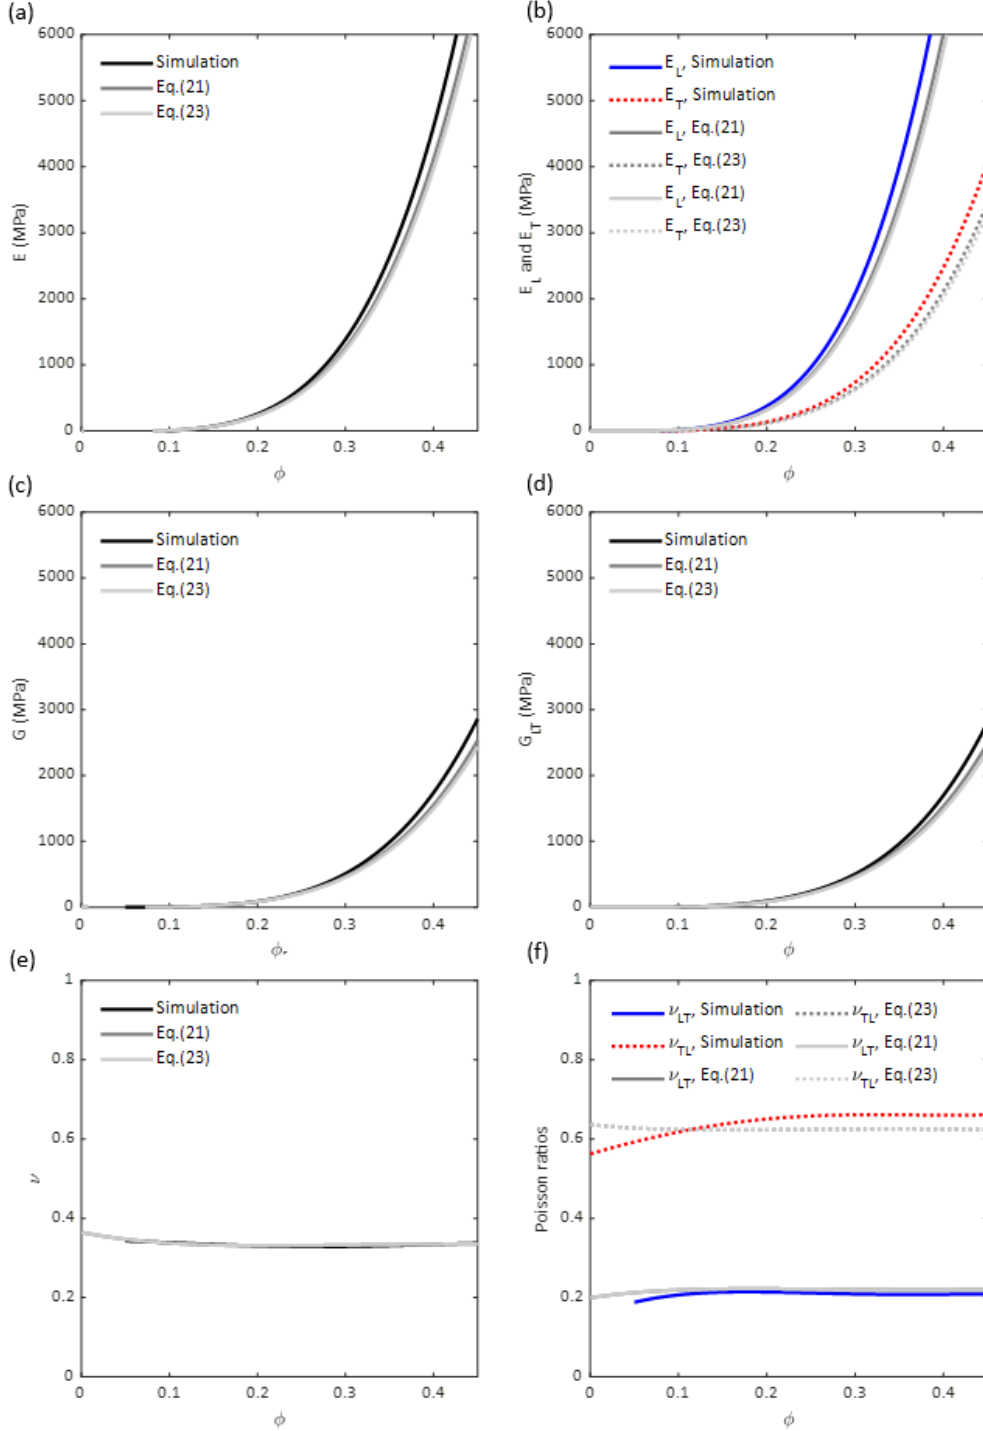 (a)
6000
5000
4000
3000
2000
1000
0
E (MPa)
Simulation
Eq.(21)
Eq.(23)
0.1 0.2 0.3 0.4
ϕ
(b)
6000
5000
4000
3000
2000
1000
0
E_L and E_T (MPa)
E_L, Simulation
E_T, Simulation
E_L, Eq.(21)
E_T, Eq.(23)
E_L, Eq.(21)
E_T, Eq.(23)
0 0.1 0.2 0.3 0.4
ϕ
(c)
6000
5000
4000
3000
2000
1000
0
G (MPa)
Simulation
Eq.(21)
Eq.(23)
0 0.1 0.2 0.3 0.4
ϕ
(d)
6000
5000
4000
3000
2000
1000
0
G_LT (MPa)
Simulation
Eq.(21)
Eq.(23)
0 0.1 0.2 0.3 0.4
ϕ
(e)
1
0.8
0.6
0.4
0.2
0
ν
Simulation
Eq.(21)
Eq.(23)
0 0.1 0.2 0.3 0.4
ϕ
(f)
1
0.8
0.6
0.4
0.2
0
Poisson ratios
ν_LT, Simulation ν_TL, Eq.(23)
ν_TL, Simulation ν_LT, Eq.(21)
ν_LT, Eq.(21) ν_TL, Eq.(23)
0 0.1 0.2 0.3 0.4
ϕ